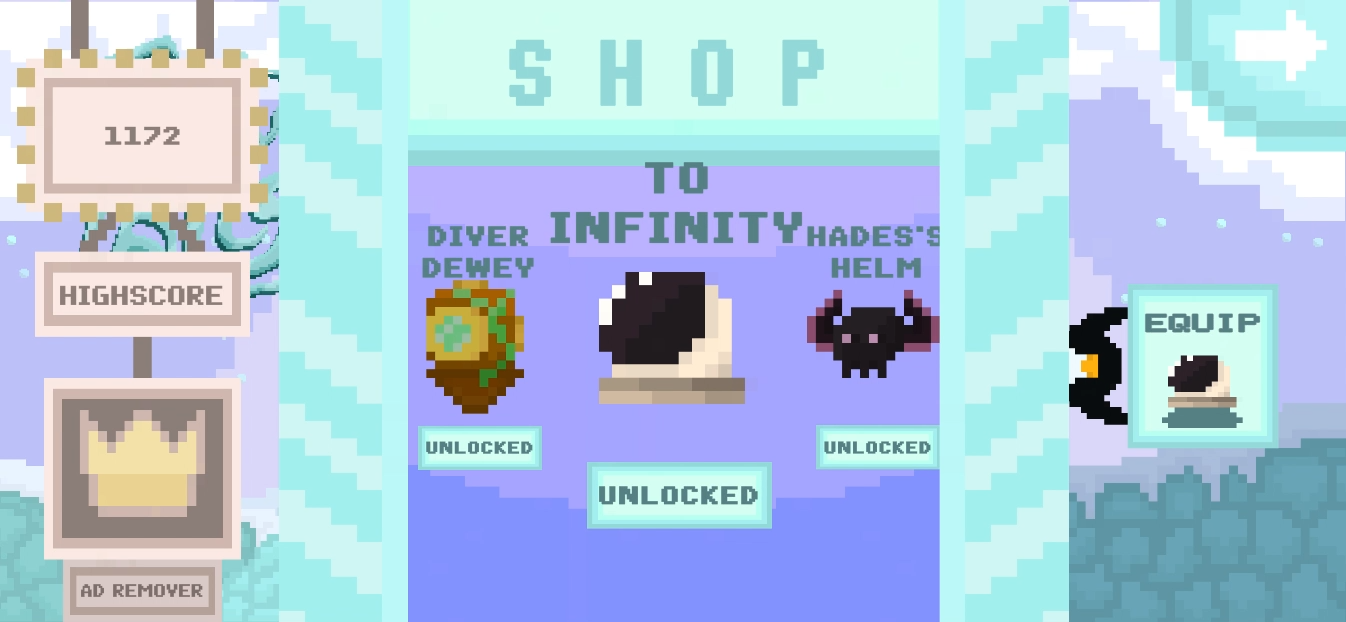 1172
HIGHSCORE
AD REMOVER
SHOP
DIVER
DEWEY
UNLOCKED
TO
INFINITY
UNLOCKED
HADES'S
HELM
UNLOCKED
EQUIP